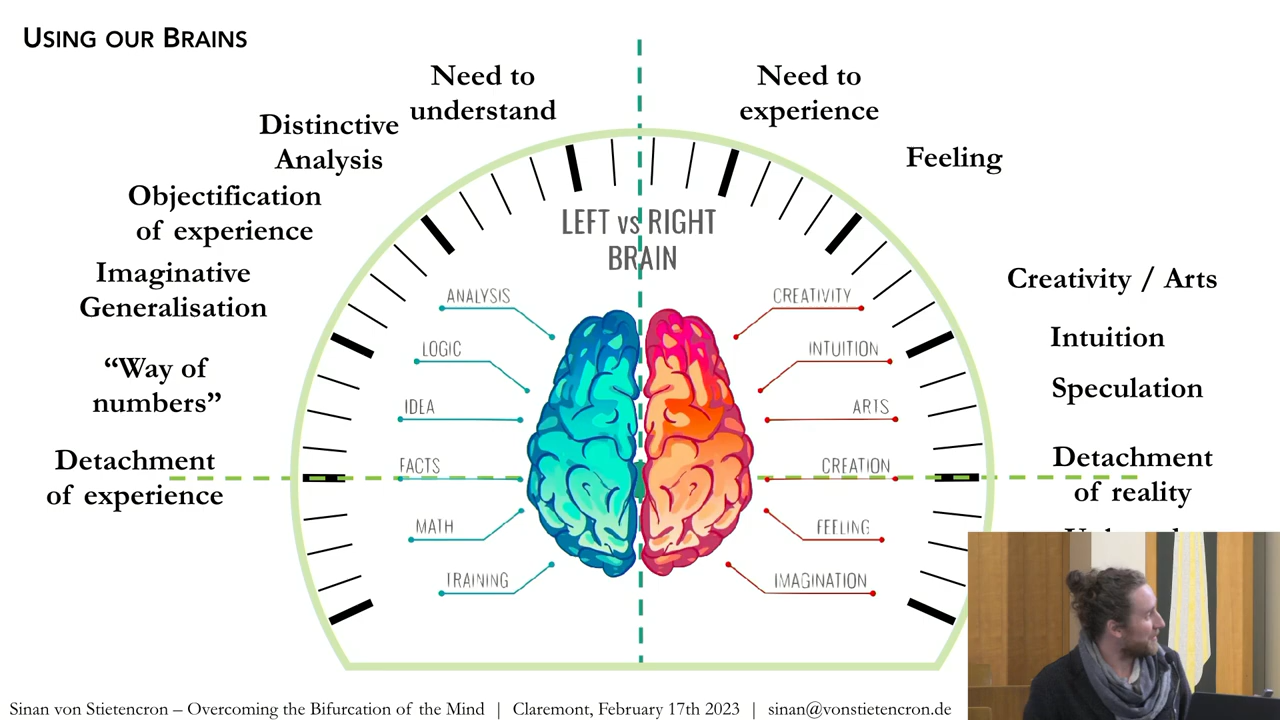 USING OUR BRAINS
Need to
understand
Need to
experience
Distinctive
Analysis
Feeling
Objectification
of experience
Imaginative
Generalisation
Creativity / Arts
“Way of
numbers”
Intuition
Speculation
Detachment
of experience
Detachment
of reality
LEFT vs RIGHT
BRAIN
ANALYSIS
LOGIC
IDEA
FACTS
MATH
TRAINING
CREATIVITY
INTUITION
ARTS
CREATION
FEELING
IMAGINATION
Sinan von Stietencron – Overcoming the Bifurcation of the Mind | Claremont, February 17th 2023 | sinan@vonstietencron.de